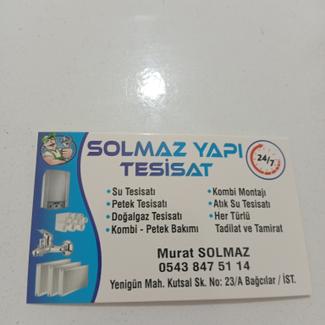 SOLMAZ YAPI
TESİSAT
24/7
• Su Tesisatı
• Petek Tesisatı
• Doğalgaz Tesisatı
• Kombi - Petek Bakımı
• Kombi Montajı
• Atık Su Tesisatı
• Her Türlü
Tadilat ve Tamirat
Murat SOLMAZ
0543 847 51 14
Yenigün Mah. Kutsal Sk. No: 23/A Bağcılar / İST.